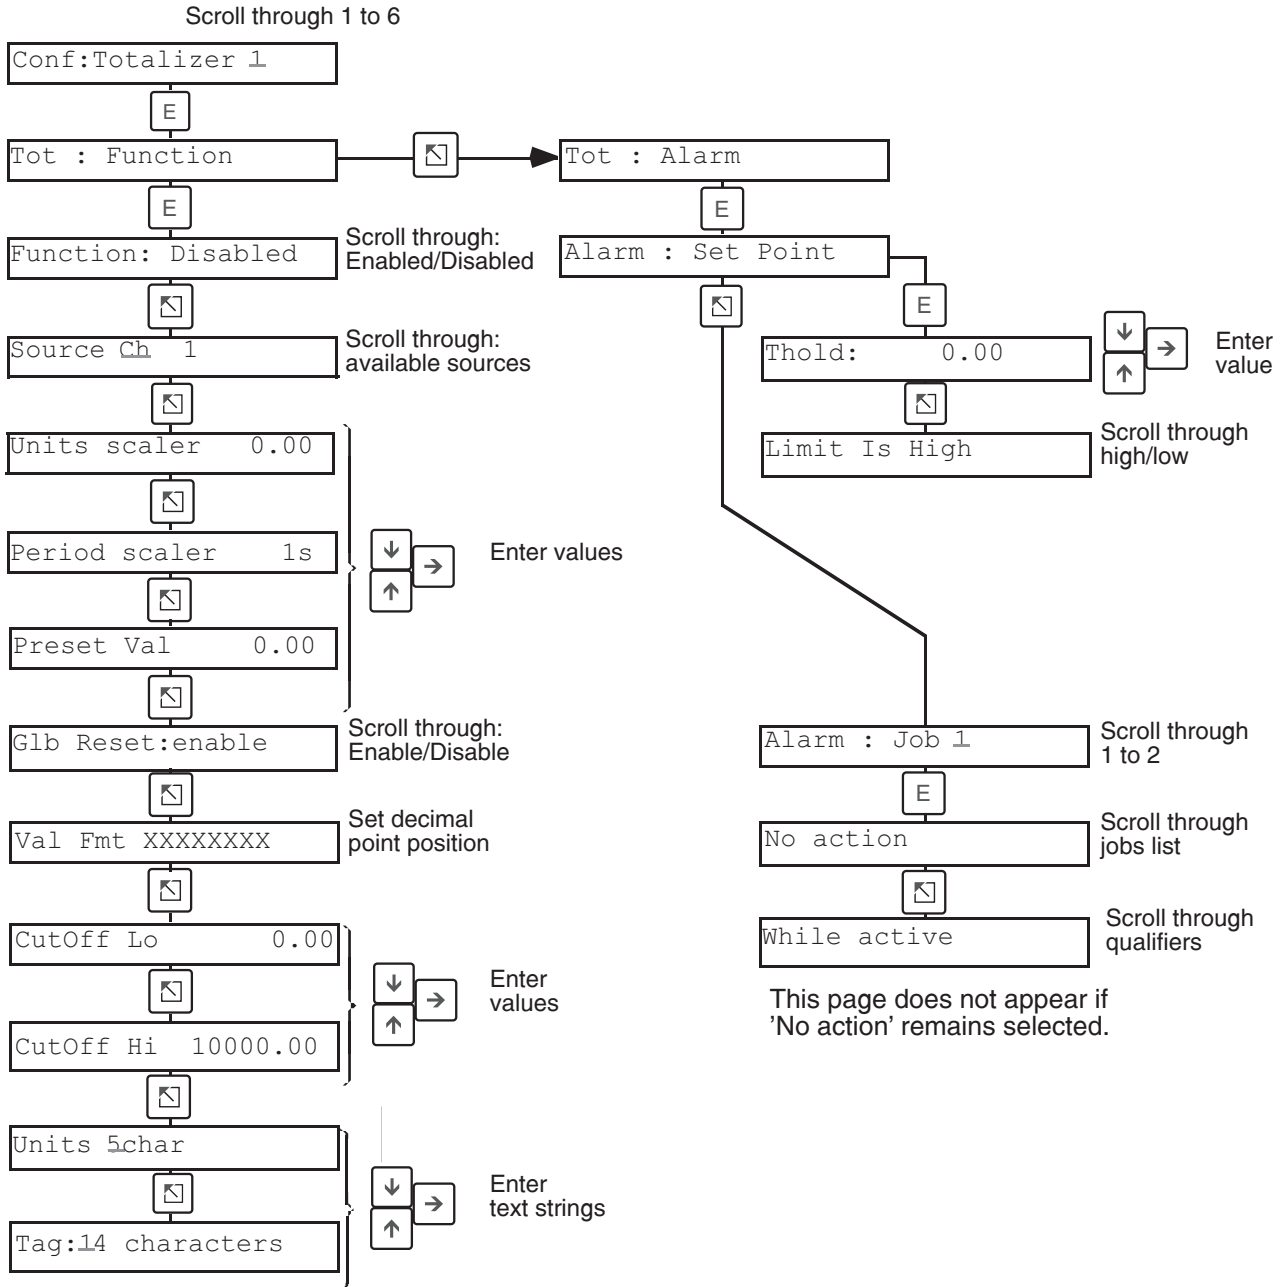 Scroll through 1 to 6
Conf:Totalizer 1
E
Tot : Function
E
Function: Disabled
Scroll through:
Enabled/Disabled
Source Ch 1
Scroll through:
available sources
Units scaler 0.00
Period scaler 1s
Enter values
Preset Val 0.00
Glb Reset:enable
Scroll through:
Enable/Disable
Val Fmt XXXXXXXX
Set decimal
point position
CutOff Lo 0.00
CutOff Hi 10000.00
Enter
values
Units 5char
Tag:14 characters
Enter
text strings
Tot : Alarm
E
Alarm : Set Point
E
Thold: 0.00
Enter
value
Limit Is High
Scroll through
high/low
Alarm : Job 1
Scroll through
1 to 2
E
No action
Scroll through
jobs list
While active
Scroll through
qualifiers
This page does not appear if
'No action' remains selected.